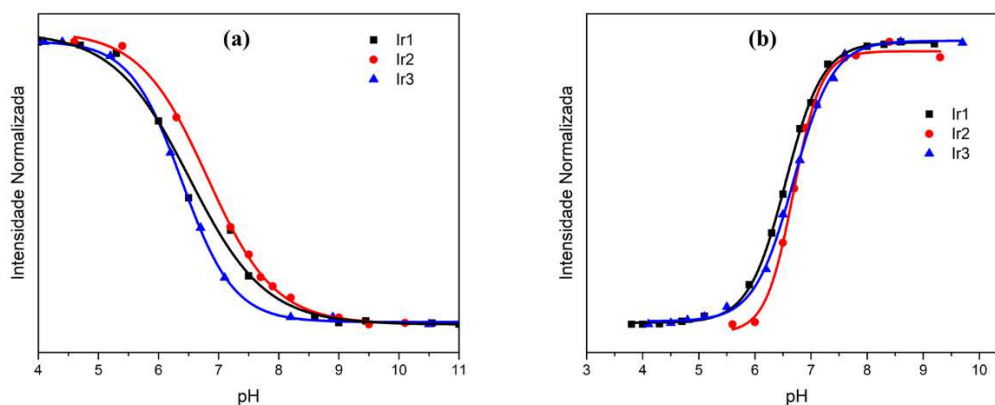 (a)
Ir1
Ir2
Ir3
Intensidade Normalizada
4 5 6 7 8 9 10 11
pH
(b)
Ir1
Ir2
Ir3
Intensidade Normalizada
3 4 5 6 7 8 9 10
pH